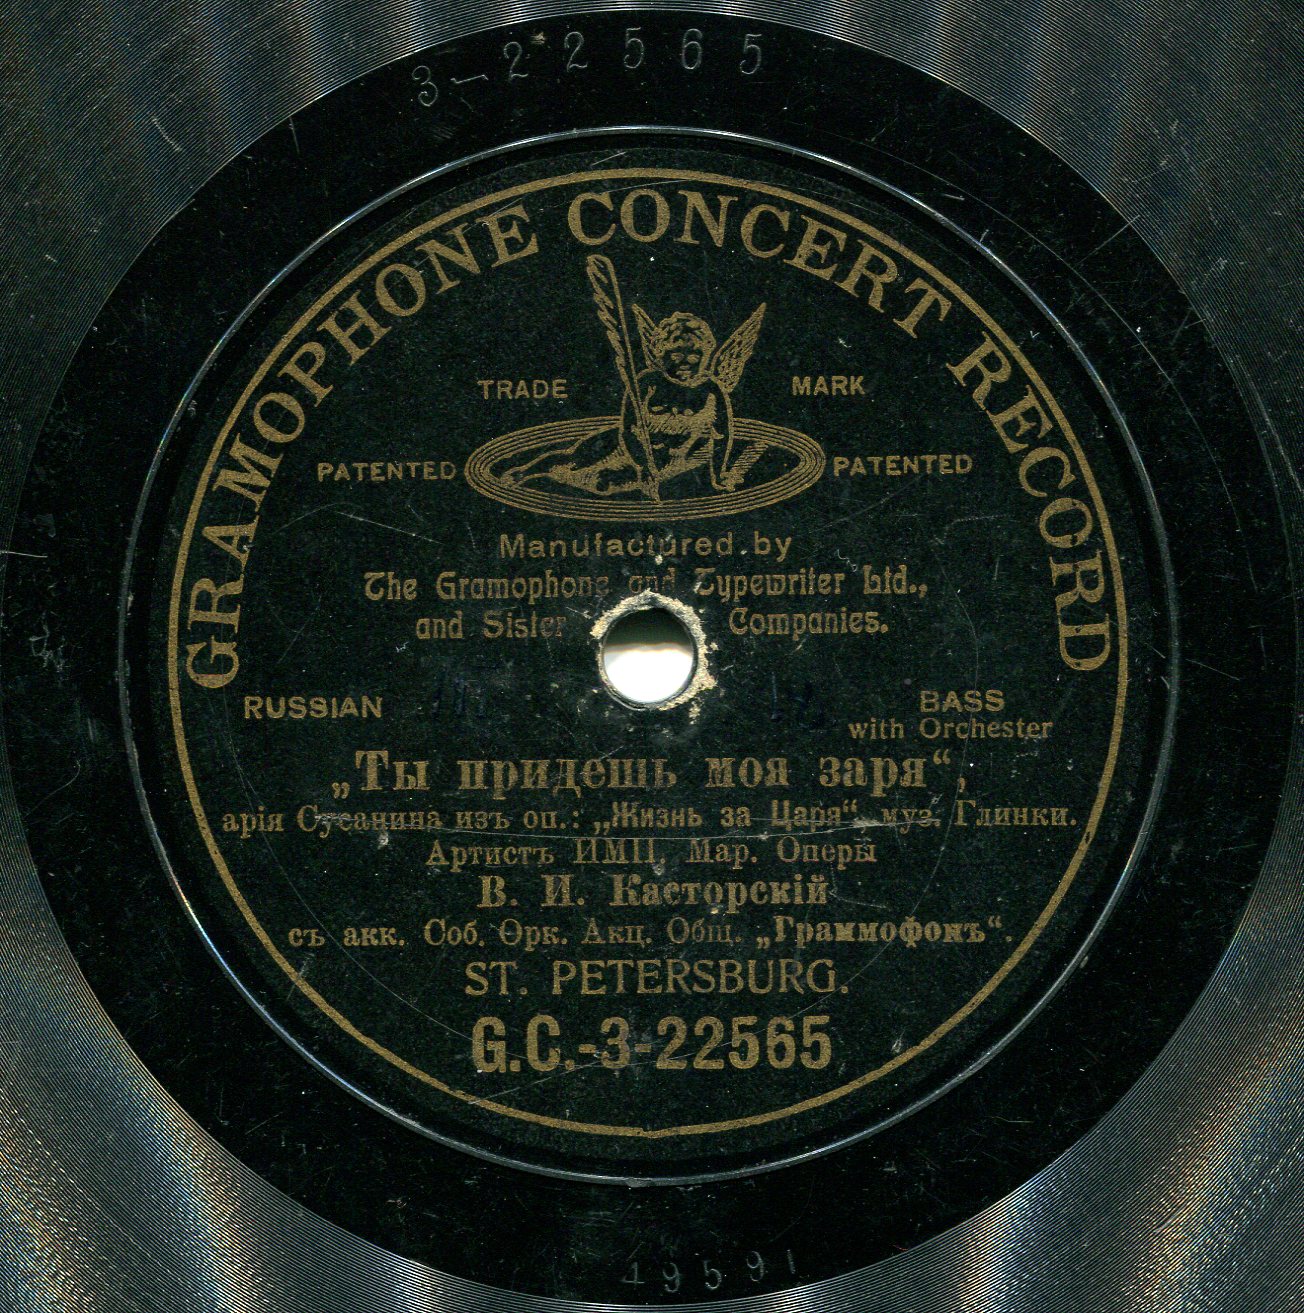 3-22565
GRAMOPHONE CONCERT RECORD
TRADE MARK
PATENTED PATENTED
Manufactured by
The Gramophone and Typewriter Ltd.,
and Sister Companies.
RUSSIAN BASS
with Orchester
„Ты придешь моя заря“,
арія Сусанина изъ оп.: „Жизнь за Царя“, муз. Глинки.
Артистъ ИМП. Мар. Оперы
В. И. Касторскій
съ акк. Соб. Орк. Акц. Общ. „Граммофонъ“.
ST. PETERSBURG.
G.C.-3-22565
49591